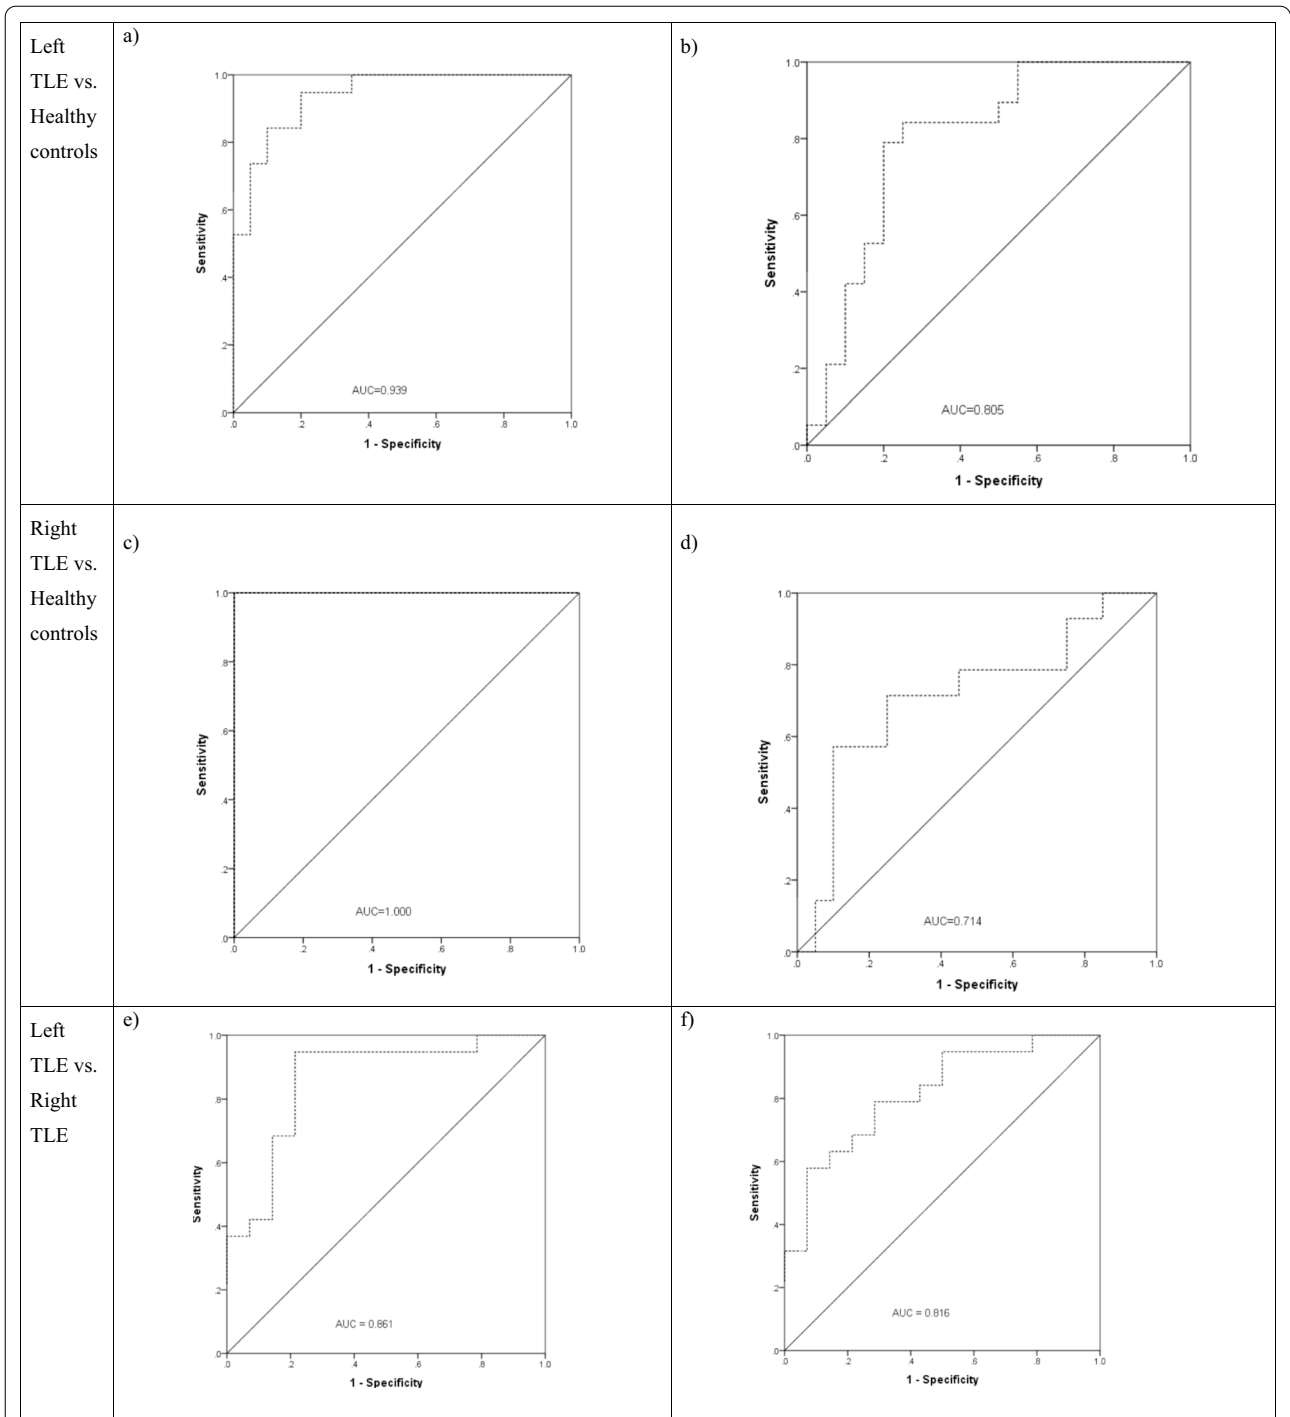 Left
TLE vs.
Healthy
controls
a)
1.0
.8
.6
.4
.2
.0
Sensitivity
AUC=0.939
.0 .2 .4 .6 .8 1.0
1 - Specificity
b)
1.0
.8
.6
.4
.2
.0
Sensitivity
AUC=0.805
.0 .2 .4 .6 .8 1.0
1 - Specificity
Right
TLE vs.
Healthy
controls
c)
1.0
.8
.6
.4
.2
.0
Sensitivity
AUC=1.000
.0 .2 .4 .6 .8 1.0
1 - Specificity
d)
1.0
.8
.6
.4
.2
.0
Sensitivity
AUC=0.714
.0 .2 .4 .6 .8 1.0
1 - Specificity
Left
TLE vs.
Right
TLE
e)
1.0
.8
.6
.4
.2
.0
Sensitivity
AUC = 0.861
.0 .2 .4 .6 .8 1.0
1 - Specificity
f)
1.0
.8
.6
.4
.2
.0
Sensitivity
AUC = 0.816
.0 .2 .4 .6 .8 1.0
1 - Specificity